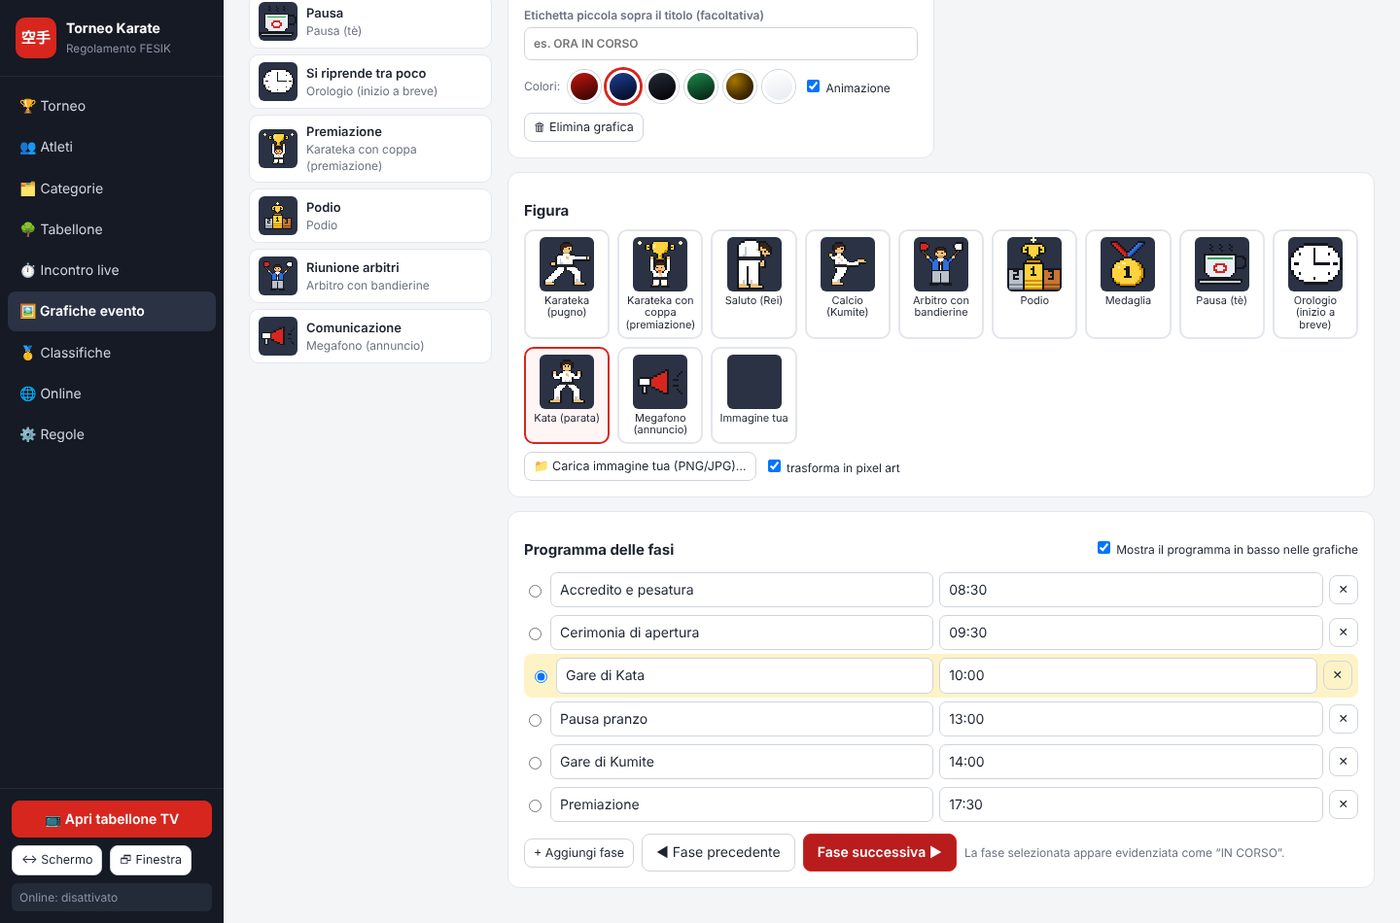 空手
Torneo Karate
Regolamento FESIK
🏆 Torneo
👥 Atleti
🗂️ Categorie
🌳 Tabellone
⏱️ Incontro live
🖼️ Grafiche evento
🥇 Classifiche
🌐 Online
⚙️ Regole
📺 Apri tabellone TV
↔ Schermo
🗗 Finestra
Online: disattivato
Pausa
Pausa (tè)
Si riprende tra poco
Orologio (inizio a breve)
Premiazione
Karateka con coppa
(premiazione)
Podio
Podio
Riunione arbitri
Arbitro con bandierine
Comunicazione
Megafono (annuncio)
Etichetta piccola sopra il titolo (facoltativa)
es. ORA IN CORSO
Colori:
Animazione
🗑 Elimina grafica
Figura
Karateka
(pugno)
Karateka con
coppa
(premiazione)
Saluto (Rei)
Calcio
(Kumite)
Arbitro con
bandierine
Podio
Medaglia
Pausa (tè)
Orologio
(inizio a
breve)
Kata (parata)
Megafono
(annuncio)
Immagine tua
📁 Carica immagine tua (PNG/JPG)...
trasforma in pixel art
Programma delle fasi
Mostra il programma in basso nelle grafiche
Accredito e pesatura 08:30 ✕
Cerimonia di apertura 09:30 ✕
Gare di Kata 10:00 ✕
Pausa pranzo 13:00 ✕
Gare di Kumite 14:00 ✕
Premiazione 17:30 ✕
+ Aggiungi fase
◀ Fase precedente
Fase successiva ▶
La fase selezionata appare evidenziata come "IN CORSO".